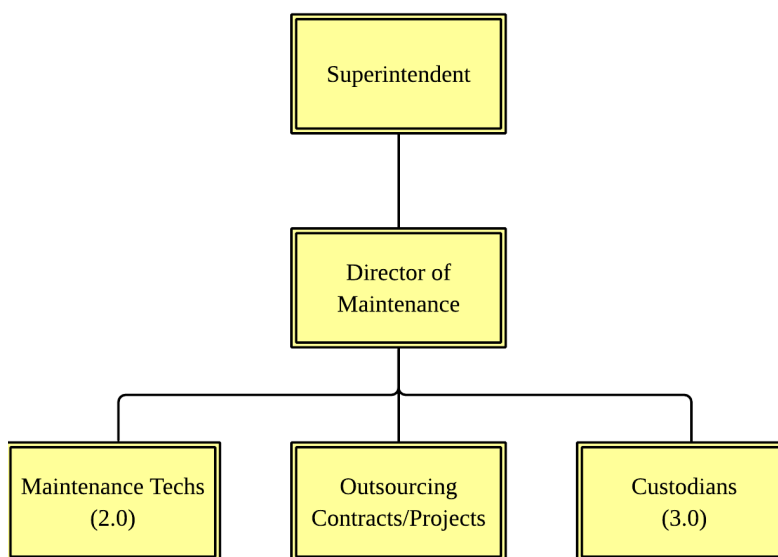 Superintendent
Director of
Maintenance
Maintenance Techs
(2.0)
Outsourcing
Contracts/Projects
Custodians
(3.0)